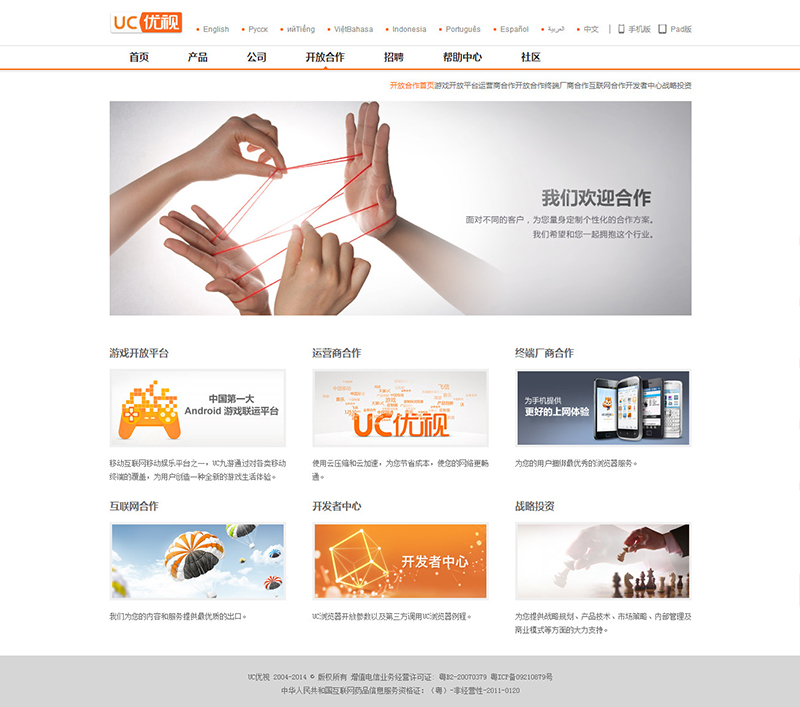 UC优视
English
Русск
ййTiếng
ViệtBahasa
Indonesia
Português
Español
العربية
中文
手机版
Pad版
首页 产品 公司 开放合作 招聘 帮助中心 社区
开放合作首页游戏开放平台运营商合作开放合作终端厂商合作互联网合作开发者中心战略投资
我们欢迎合作
面对不同的客户，为您量身定制个性化的合作方案。
我们希望和您一起拥抱这个行业。
游戏开放平台
中国第一大
Android 游戏联运平台
移动互联网移动娱乐平台之一，UC九游通过对各类移动
终端的覆盖，为用户创造一种全新的游戏生活体验。
运营商合作
UC优视
使用云压缩和云加速，为您节省成本，使您的网络更畅
通。
终端厂商合作
为手机提供
更好的上网体验
为您的用户捆绑最优秀的浏览器服务。
互联网合作
我们为您的内容和服务提供最优质的出口。
开发者中心
开发者中心
UC浏览器开放参数以及第三方调用UC浏览器例程。
战略投资
为您提供战略规划、产品技术、市场策略、内部管理及
商业模式等方面的大力支持。
UC优视 2004-2014 © 版权所有 增值电信业务经营许可证: 粤B2-20070379 粤ICP备09210879号
中华人民共和国互联网药品信息服务资格证：（粤）-非经营性-2011-0120